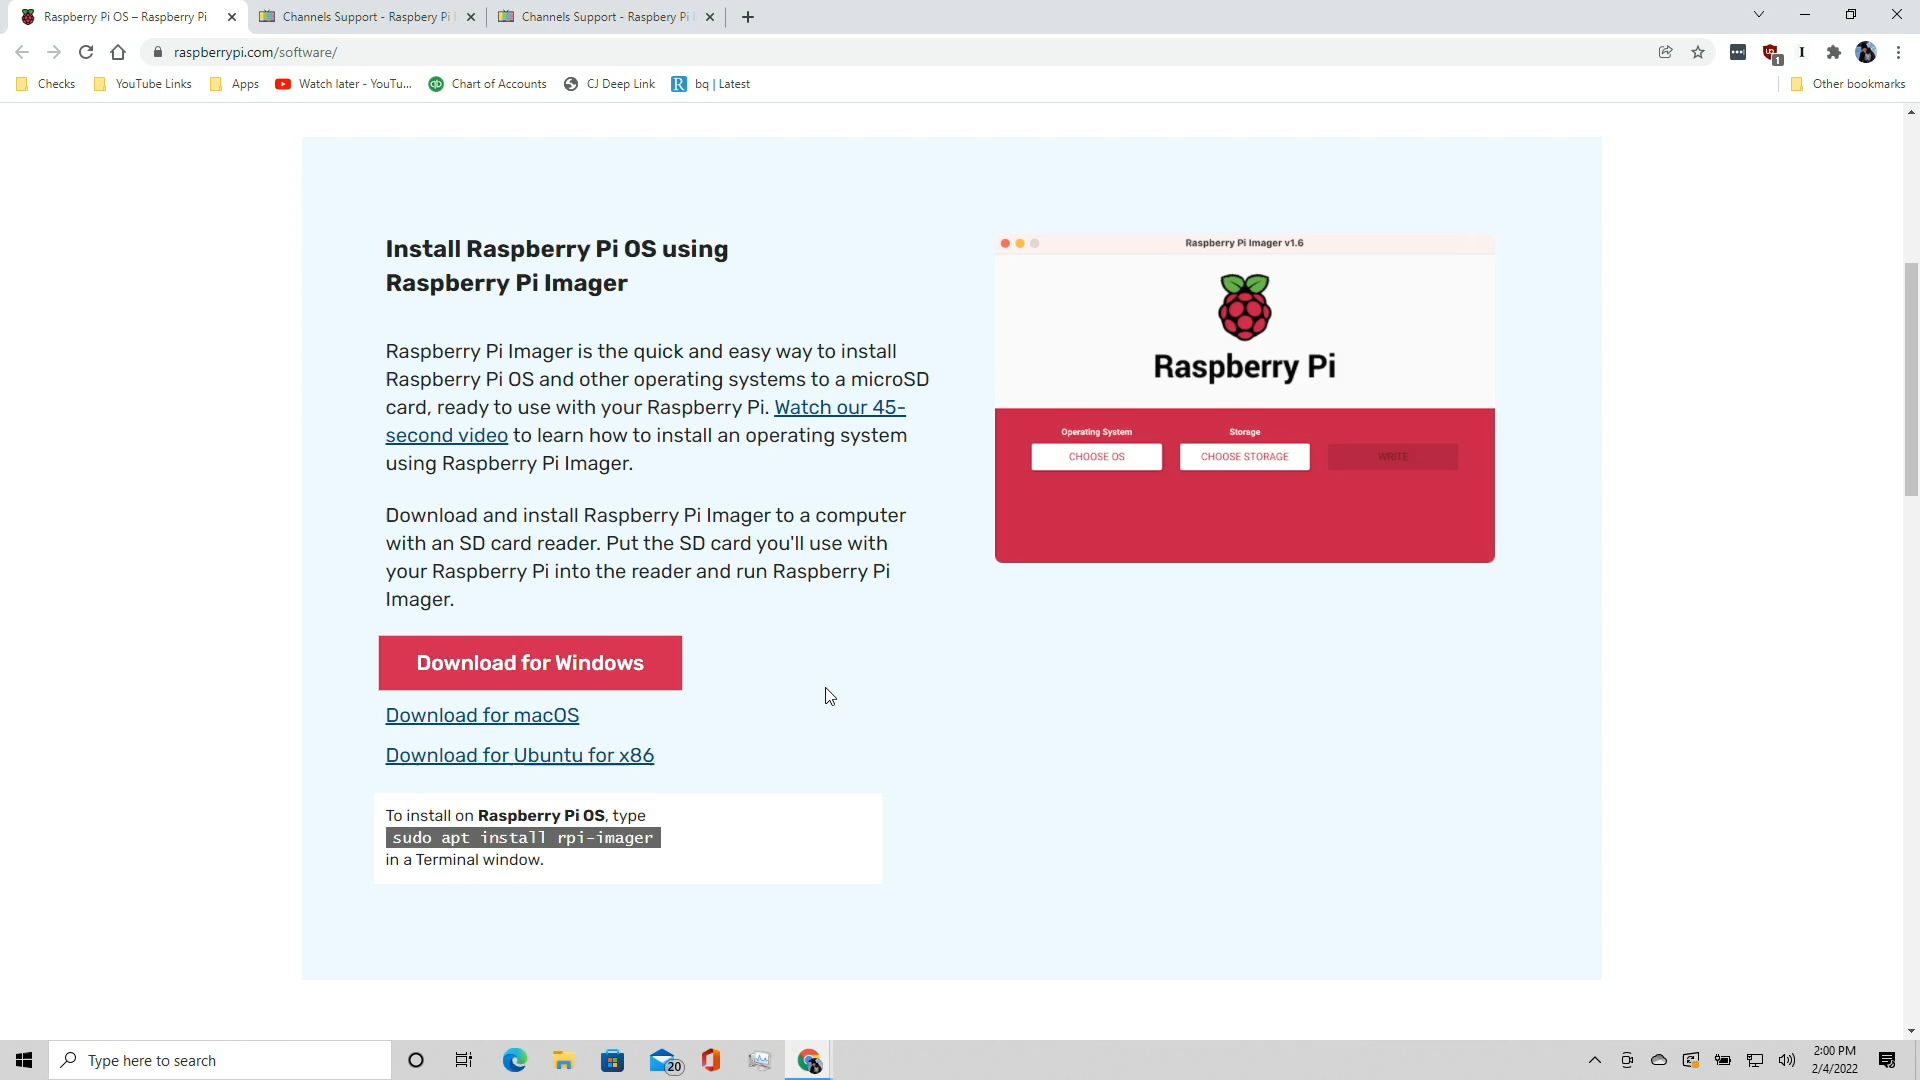 Raspberry Pi OS – Raspberry Pi
Channels Support - Raspbery Pi
Channels Support - Raspbery Pi
raspberrypi.com/software/
1
Checks
YouTube Links
Apps
Watch later - YouTu...
Chart of Accounts
CJ Deep Link
bq | Latest
Other bookmarks
Install Raspberry Pi OS using
Raspberry Pi Imager
Raspberry Pi Imager is the quick and easy way to install
Raspberry Pi OS and other operating systems to a microSD
card, ready to use with your Raspberry Pi. Watch our 45-
second video to learn how to install an operating system
using Raspberry Pi Imager.
Download and install Raspberry Pi Imager to a computer
with an SD card reader. Put the SD card you'll use with
your Raspberry Pi into the reader and run Raspberry Pi
Imager.
Download for Windows
Download for macOS
Download for Ubuntu for x86
To install on Raspberry Pi OS, type
sudo apt install rpi-imager
in a Terminal window.
Raspberry Pi Imager v1.6
Raspberry Pi
Operating System
Storage
CHOOSE OS
CHOOSE STORAGE
WRITE
Type here to search
20
2:00 PM
2/4/2022